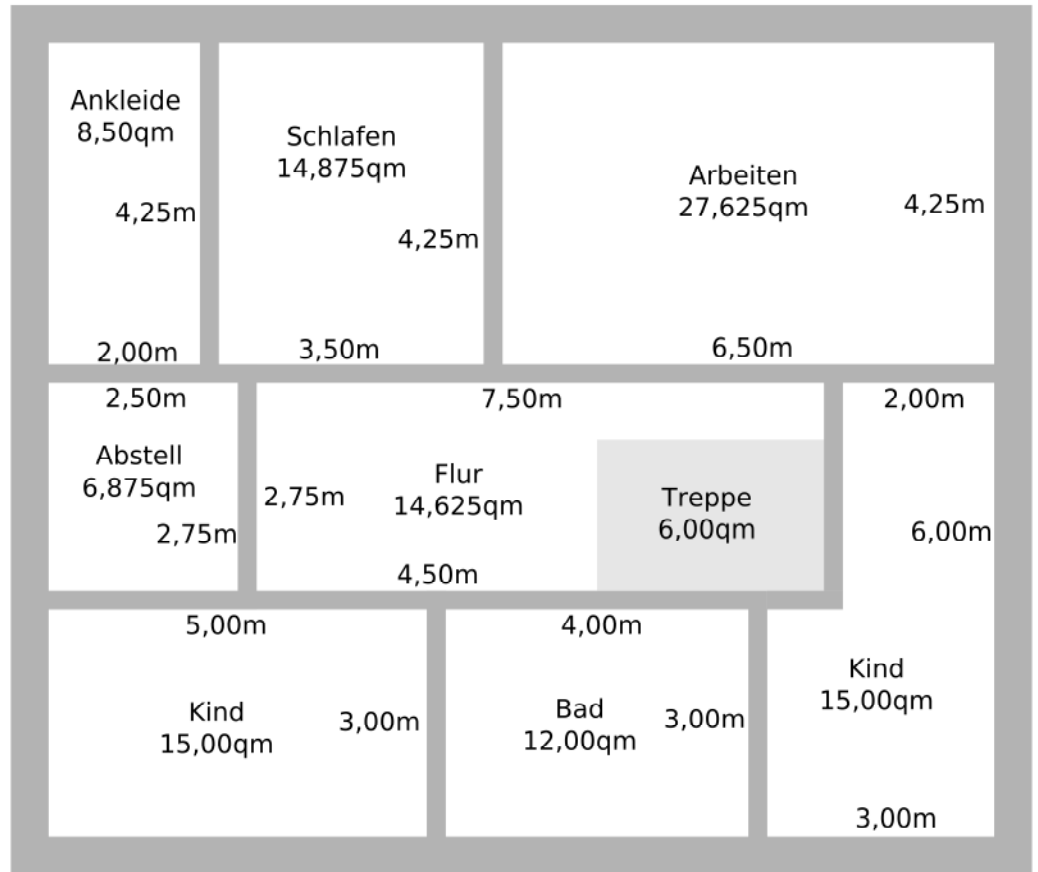 Ankleide
8,50qm
4,25m
2,00m
Schlafen
14,875qm
4,25m
3,50m
Arbeiten
27,625qm
4,25m
6,50m
2,50m
Abstell
6,875qm
2,75m
7,50m
2,75m
Flur
14,625qm
4,50m
Treppe
6,00qm
2,00m
6,00m
5,00m
Kind
15,00qm
3,00m
4,00m
Bad
12,00qm
3,00m
Kind
15,00qm
3,00m